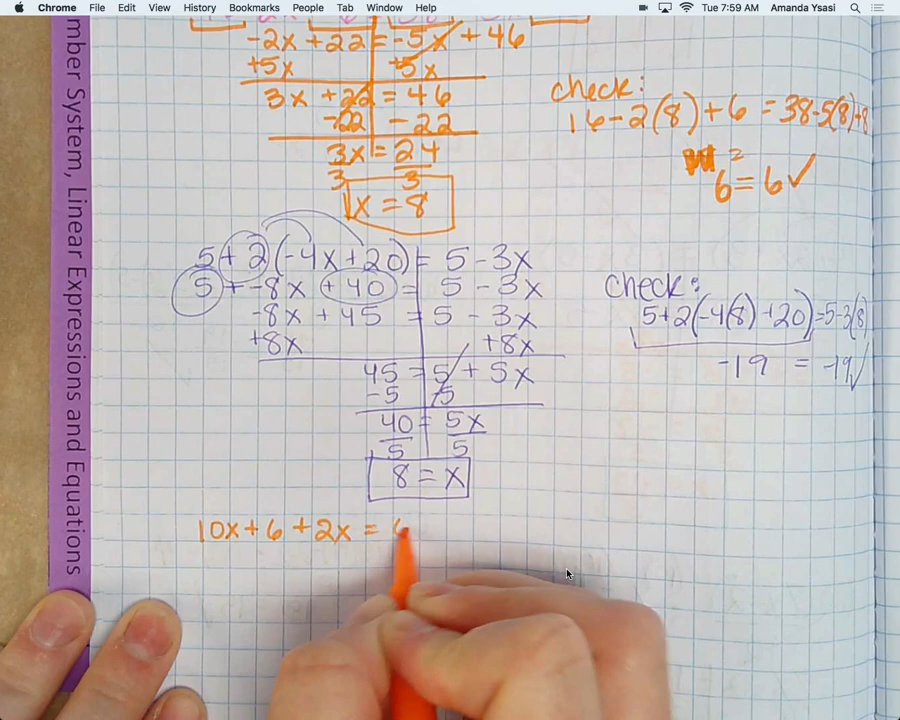 Chrome File Edit View History Bookmarks People Tab Window Help Tue 7:59 AM Amanda Ysasi
-2x + 22 = -5x + 46
+5x +5x
3x + 22 = 46
-22 -22
3x = 24
3 3
x = 8
check:
16 - 2(8) + 6 = 38 - 5(8) + 8
6 = 6 ✓
5 + 2(-4x + 20) = 5 - 3x
5 + -8x + 40 = 5 - 3x
-8x + 45 = 5 - 3x
+8x +8x
45 = 5 + 5x
-5 -5
40 = 5x
5 5
8 = x
check:
5 + 2(-4(8) + 20) = 5 - 3(8)
-19 = -19 ✓
10x + 6 + 2x = 6
mber System, Linear Expressions and Equations